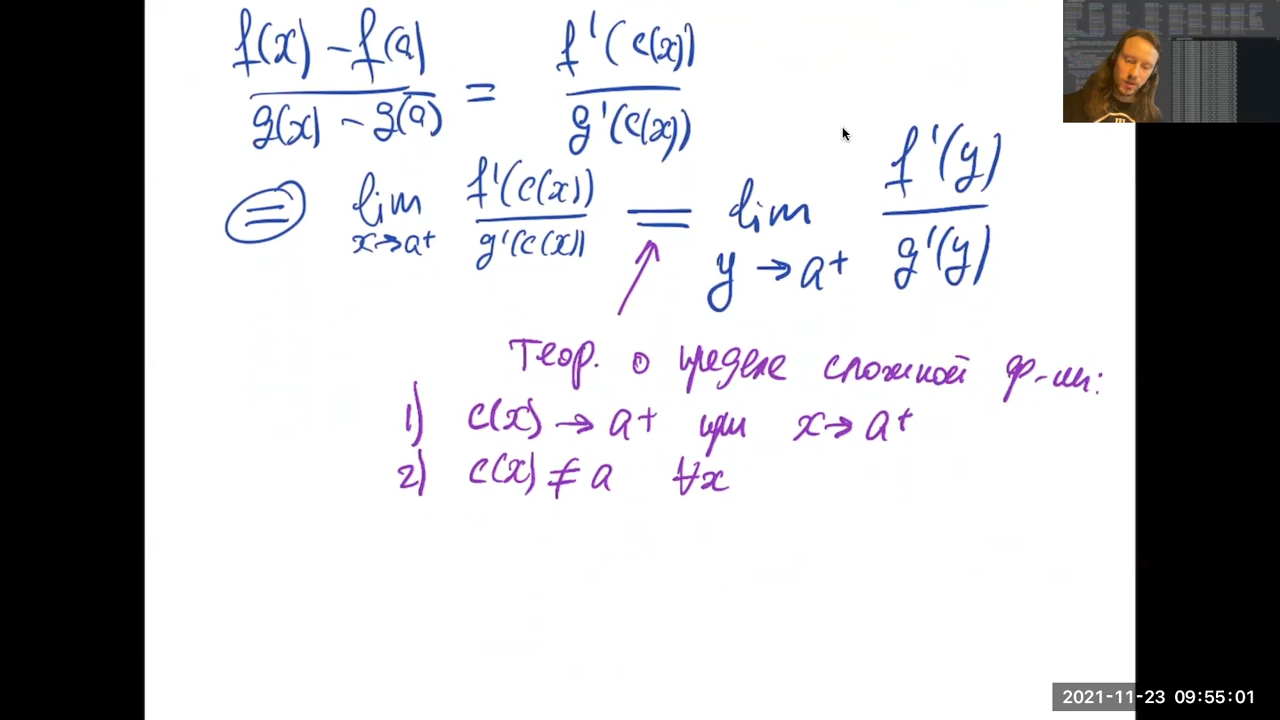 f(x) - f(a) / g(x) - g(a) = f'(c(x)) / g'(c(x))
= lim x→a+ f'(c(x)) / g'(c(x)) = lim y→a+ f'(y) / g'(y)
Теор. о пределе сложной ф-ии:
1) c(x) → a+ при x→ a+
2) c(x) ≠ a ∀x
2021-11-23 09:55:01